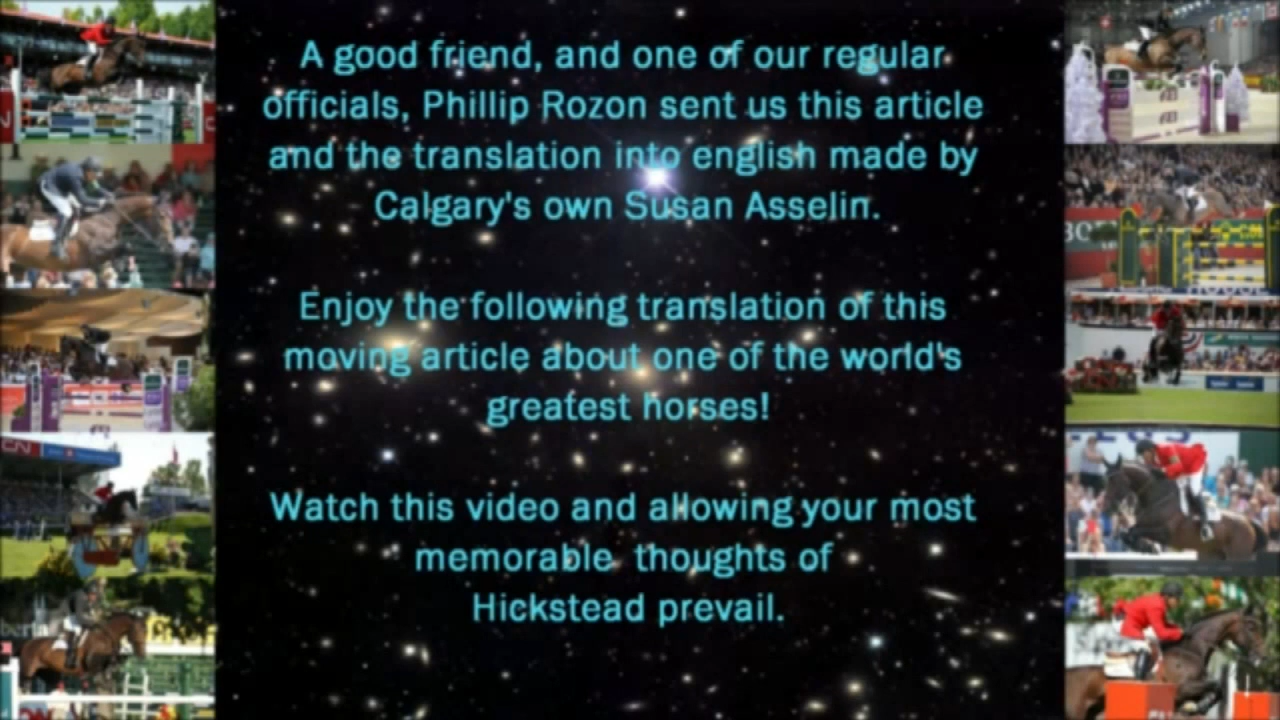 A good friend, and one of our regular
officials, Phillip Rozon sent us this article
and the translation into english made by
Calgary's own Susan Asselin.
Enjoy the following translation of this
moving article about one of the world's
greatest horses!
Watch this video and allowing your most
memorable thoughts of
Hickstead prevail.
CN